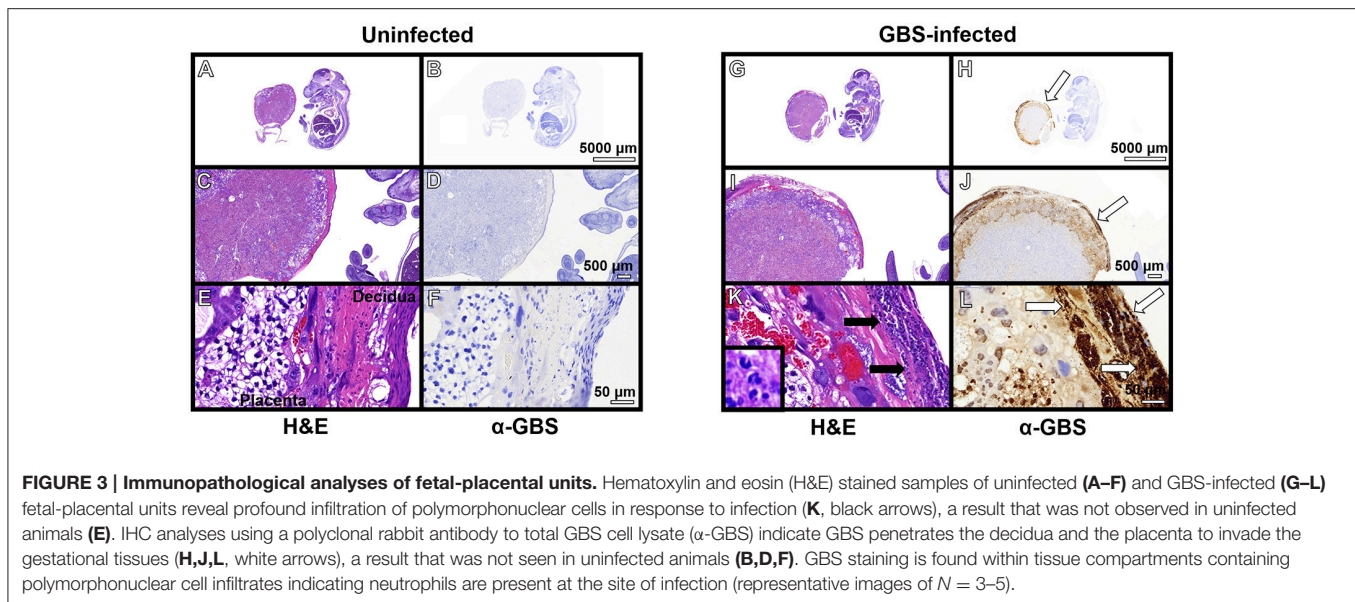 Uninfected
GBS-infected
A
B
5000 µm
G
H
5000 µm
C
D
500 µm
I
J
500 µm
E
Decidua
Placenta
F
50 µm
K
L
50 µm
H&E
α-GBS
H&E
α-GBS
FIGURE 3 | Immunopathological analyses of fetal-placental units. Hematoxylin and eosin (H&E) stained samples of uninfected (A–F) and GBS-infected (G–L)
fetal-placental units reveal profound infiltration of polymorphonuclear cells in response to infection (K, black arrows), a result that was not observed in uninfected
animals (E). IHC analyses using a polyclonal rabbit antibody to total GBS cell lysate (α-GBS) indicate GBS penetrates the decidua and the placenta to invade the
gestational tissues (H,J,L, white arrows), a result that was not seen in uninfected animals (B,D,F). GBS staining is found within tissue compartments containing
polymorphonuclear cell infiltrates indicating neutrophils are present at the site of infection (representative images of N = 3–5).